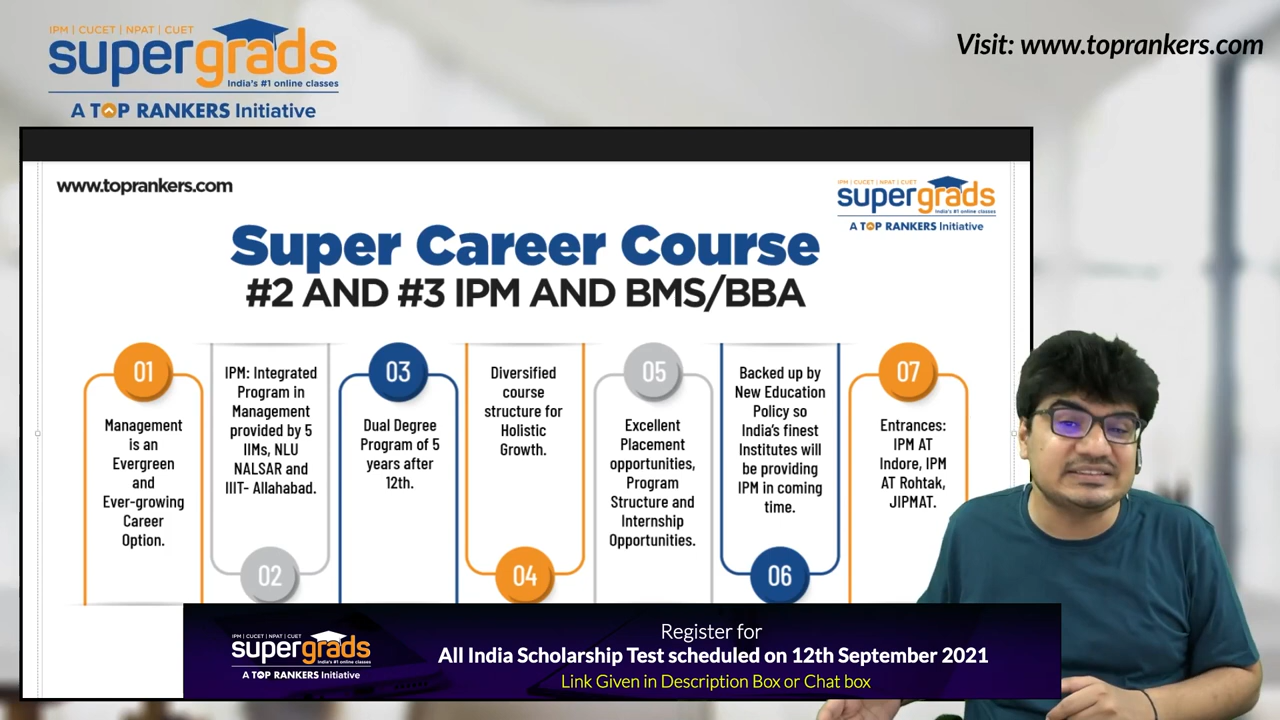 IPM | CUCET | NPAT | CUET
supergrads
India's #1 online classes
A TOP RANKERS Initiative
Visit: www.toprankers.com
www.toprankers.com
IPM | CUCET | NPAT | CUET
supergrads
India's #1 online classes
A TOP RANKERS Initiative
Super Career Course
#2 AND #3 IPM AND BMS/BBA
01
Management
is an
Evergreen
and
Ever-growing
Career
Option.
IPM: Integrated
Program in
Management
provided by 5
IIMs, NLU
NALSAR and
IIIT- Allahabad.
02
03
Dual Degree
Program of 5
years after
12th.
Diversified
course
structure for
Holistic
Growth.
04
05
Excellent
Placement
opportunities,
Program
Structure and
Internship
Opportunities.
Backed up by
New Education
Policy so
India's finest
Institutes will
be providing
IPM in coming
time.
06
07
Entrances:
IPM AT
Indore, IPM
AT Rohtak,
JIPMAT.
IPM | CUCET | NPAT | CUET
supergrads
India's #1 online classes
A TOP RANKERS Initiative
Register for
All India Scholarship Test scheduled on 12th September 2021
Link Given in Description Box or Chat box